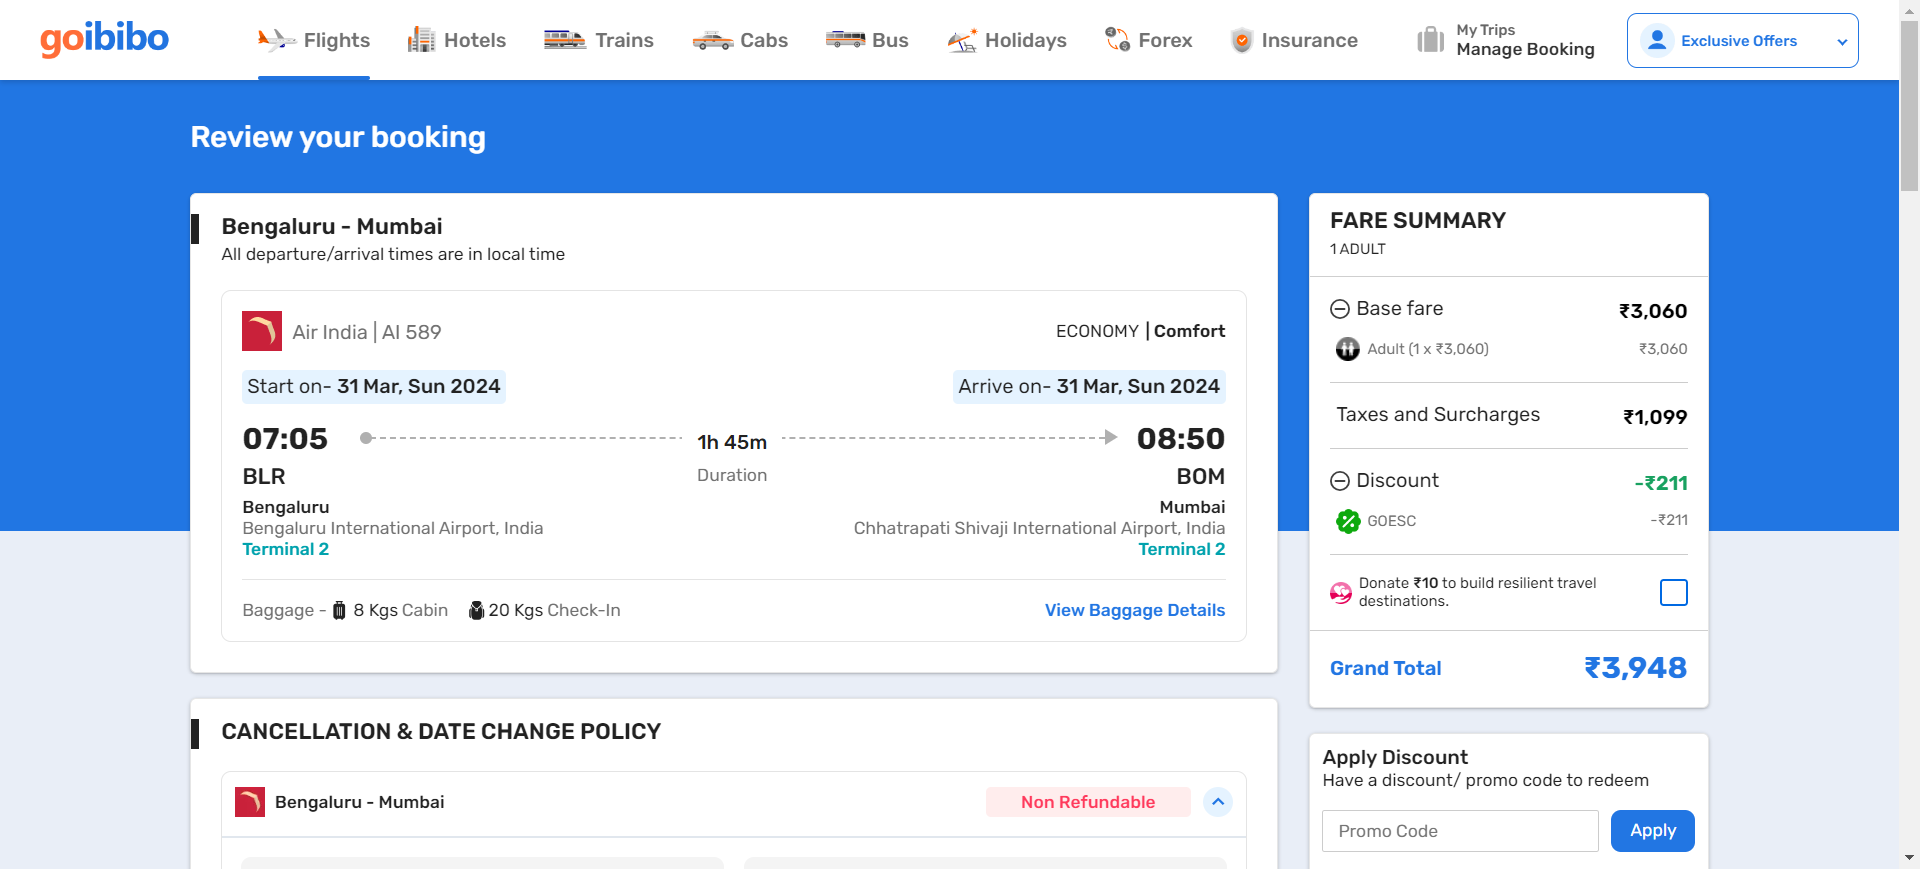 goibibo
Flights
Hotels
Trains
Cabs
Bus
Holidays
Forex
Insurance
My Trips
Manage Booking
Exclusive Offers
Review your booking
Bengaluru - Mumbai
All departure/arrival times are in local time
Air India | AI 589
ECONOMY | Comfort
Start on- 31 Mar, Sun 2024
Arrive on- 31 Mar, Sun 2024
07:05
1h 45m
08:50
BLR
Duration
BOM
Bengaluru
Mumbai
Bengaluru International Airport, India
Chhatrapati Shivaji International Airport, India
Terminal 2
Terminal 2
Baggage - 8 Kgs Cabin 20 Kgs Check-In
View Baggage Details
CANCELLATION & DATE CHANGE POLICY
Bengaluru - Mumbai
Non Refundable
FARE SUMMARY
1 ADULT
Base fare ₹3,060
Adult (1 x ₹3,060) ₹3,060
Taxes and Surcharges ₹1,099
Discount -₹211
GOESC -₹211
Donate ₹10 to build resilient travel
destinations.
Grand Total ₹3,948
Apply Discount
Have a discount/ promo code to redeem
Promo Code
Apply